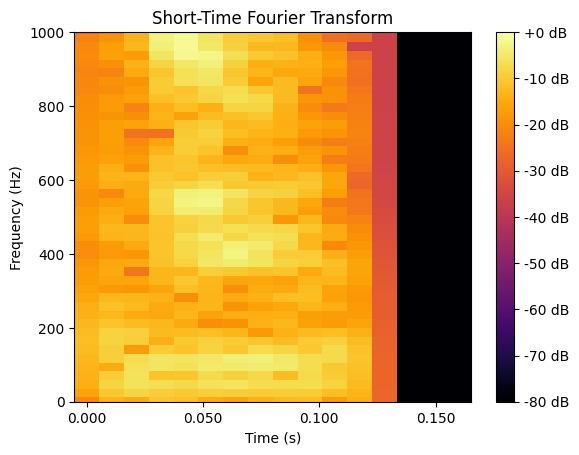 Short-Time Fourier Transform
1000
800
600
400
200
0
Frequency (Hz)
0.000
0.050
0.100
0.150
Time (s)
+0 dB
-10 dB
-20 dB
-30 dB
-40 dB
-50 dB
-60 dB
-70 dB
-80 dB